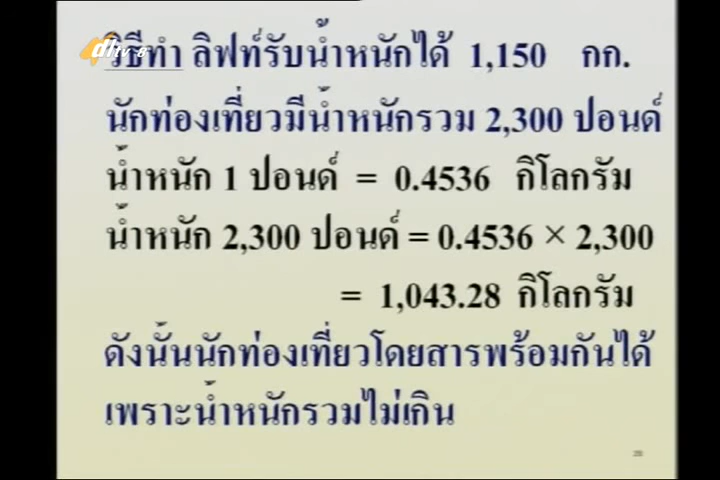 dltv 6
วิธีทำ ลิฟท์รับน้ำหนักได้ 1,150 กก.
นักท่องเที่ยวมีน้ำหนักรวม 2,300 ปอนด์
น้ำหนัก 1 ปอนด์ = 0.4536 กิโลกรัม
น้ำหนัก 2,300 ปอนด์ = 0.4536 × 2,300
= 1,043.28 กิโลกรัม
ดังนั้นนักท่องเที่ยวโดยสารพร้อมกันได้
เพราะน้ำหนักรวมไม่เกิน